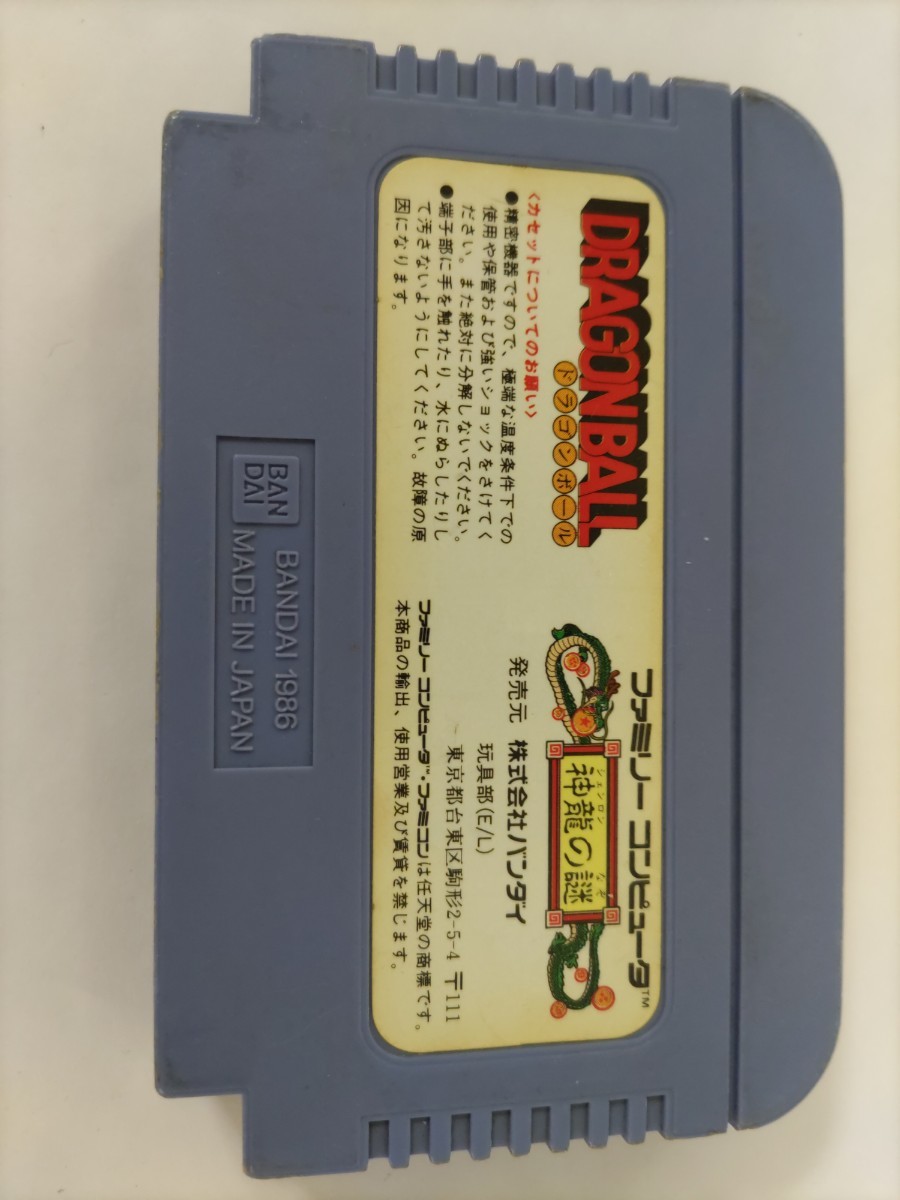 DRAGONBALL
ドラゴンボール
〈カセットについてのお願い〉
●精密機器ですので、極端な温度条件下での
使用や保管および強いショックをさけてく
ださい。また絶対に分解しないでください。
●端子部に手を触れたり、水にぬらしたりし
て汚さないようにしてください。故障の原
因になります。
ファミリー コンピュータ™
シェンロン なぞ
神龍の謎
発売元 株式会社バンダイ
玩具部(E/L)
東京都台東区駒形2-5-4 〒111
ファミリー コンピュータ™・ファミコンは任天堂の商標です。
本商品の輸出、使用営業及び賃貸を禁じます。
BAN
DAI
BANDAI 1986
MADE IN JAPAN